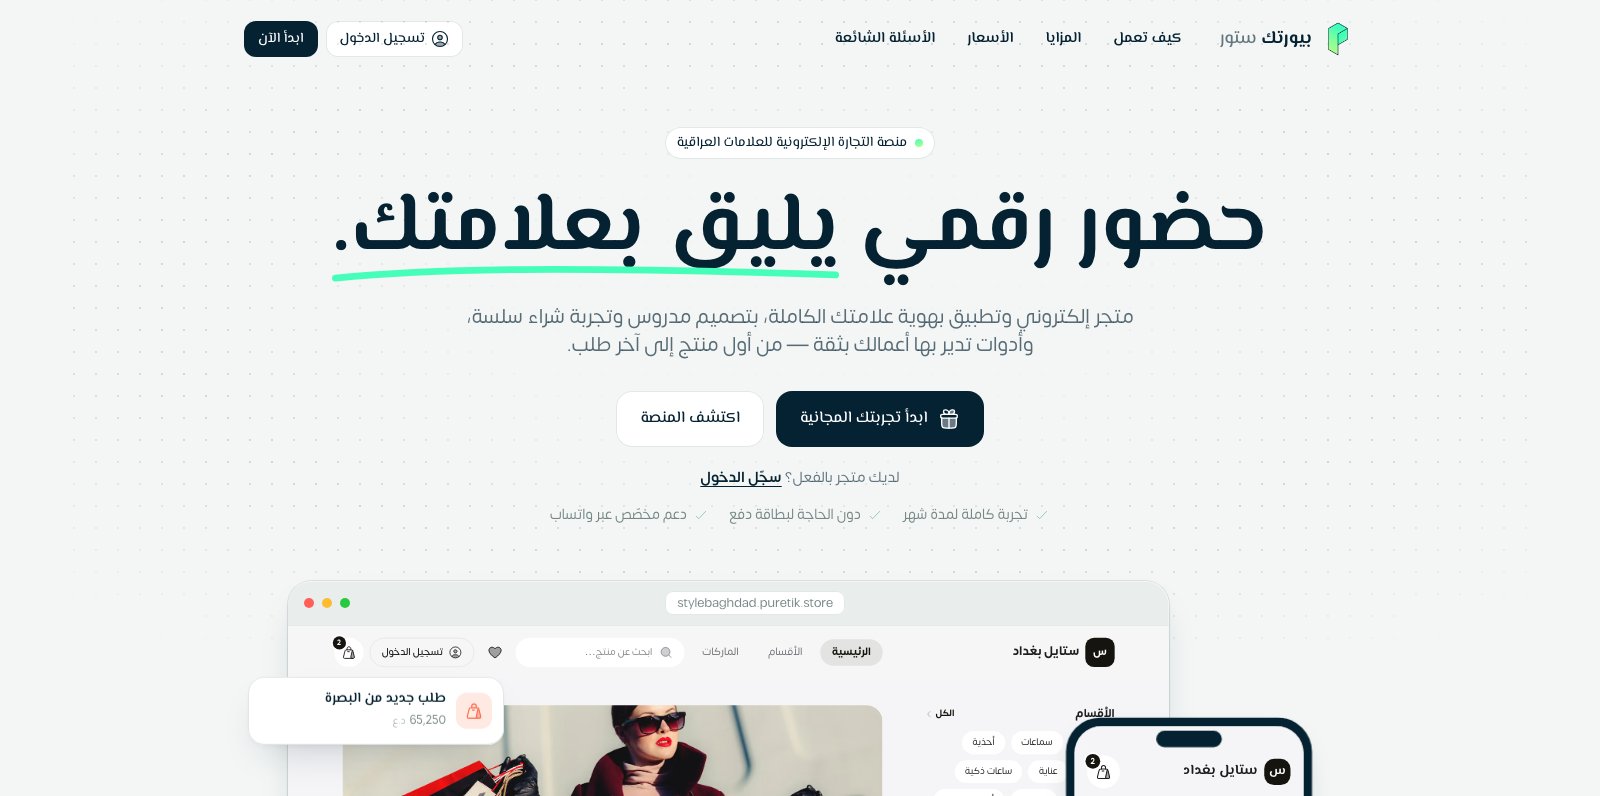 بيورتك ستور
كيف تعمل
المزايا
الأسعار
الأسئلة الشائعة
تسجيل الدخول
ابدأ الآن
منصة التجارة الإلكترونية للعلامات العراقية
حضور رقمي يليق بعلامتك.
متجر إلكتروني وتطبيق بهوية علامتك الكاملة، بتصميم مدروس وتجربة شراء سلسة،
وأدوات تدير بها أعمالك بثقة — من أول منتج إلى آخر طلب.
ابدأ تجربتك المجانية
اكتشف المنصة
لديك متجر بالفعل؟ سجّل الدخول
تجربة كاملة لمدة شهر
دون الحاجة لبطاقة دفع
دعم مخصّص عبر واتساب
stylebaghdad.puretik.store
س
ستايل بغداد
الرئيسية
الأقسام
الماركات
ابحث عن منتج...
تسجيل الدخول
2
طلب جديد من البصرة
65,250 د.ع
الأقسام
الكل
سماعات
أحذية
عناية
ساعات ذكية
س
ستايل بغداد
2